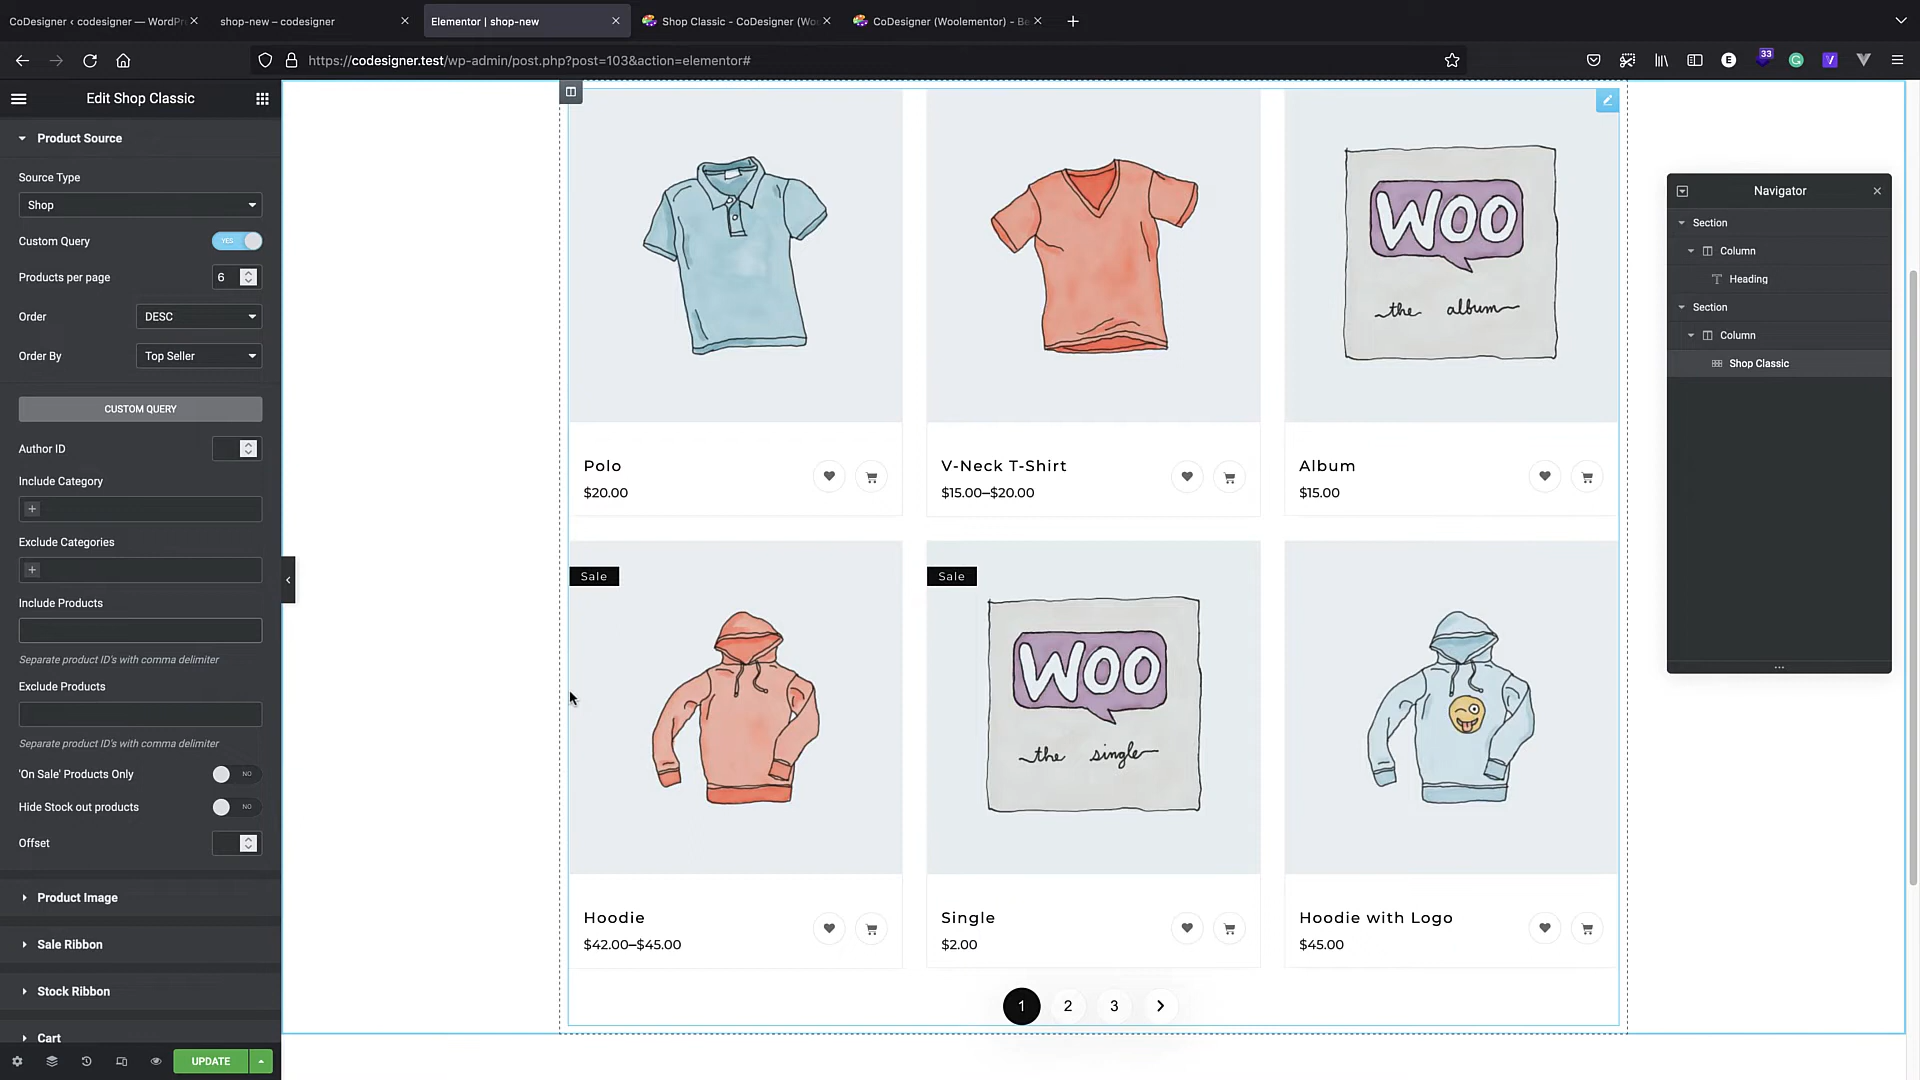 CoDesigner ‹ codesigner — WordPr
shop-new – codesigner
Elementor | shop-new
Shop Classic - CoDesigner (Woo
CoDesigner (Woolementor) - Be
https://codesigner.test/wp-admin/post.php?post=103&action=elementor#
33
E
V
Edit Shop Classic
Product Source
Source Type
Shop
Custom Query
YES
Products per page
6
Order
DESC
Order By
Top Seller
CUSTOM QUERY
Author ID
Include Category
+
Exclude Categories
+
Include Products
Separate product ID's with comma delimiter
Exclude Products
Separate product ID's with comma delimiter
'On Sale' Products Only
NO
Hide Stock out products
NO
Offset
Product Image
Sale Ribbon
Stock Ribbon
Cart
UPDATE
WOO
the album
Polo
$20.00
V-Neck T-Shirt
$15.00–$20.00
Album
$15.00
Sale
Sale
WOO
the single
Hoodie
$42.00–$45.00
Single
$2.00
Hoodie with Logo
$45.00
1 2 3
Navigator
Section
Column
Heading
Section
Column
Shop Classic